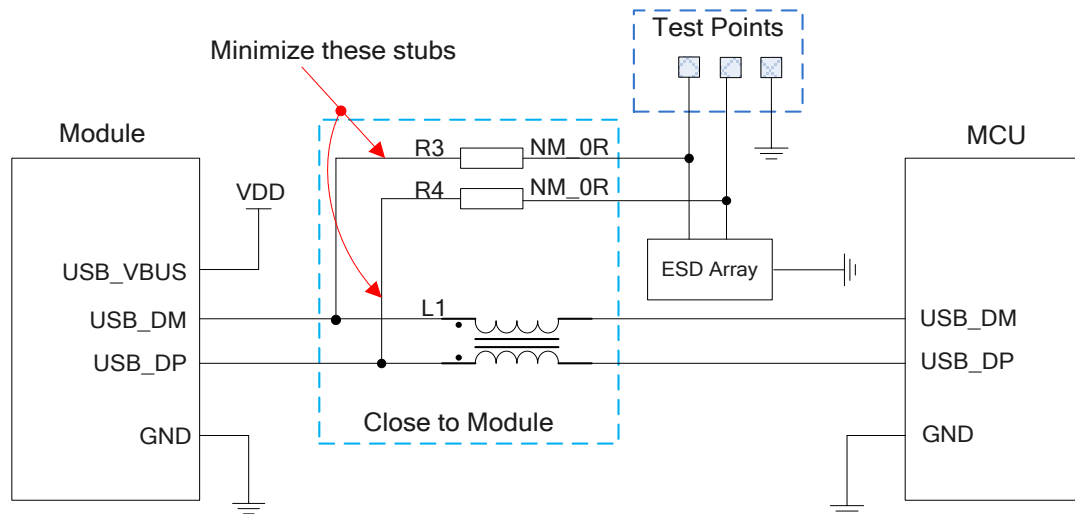 Test Points
Minimize these stubs
Module
MCU
R3 NM_0R
R4 NM_0R
VDD
ESD Array
USB_VBUS
USB_DM
L1
USB_DM
USB_DP
USB_DP
Close to Module
GND
GND